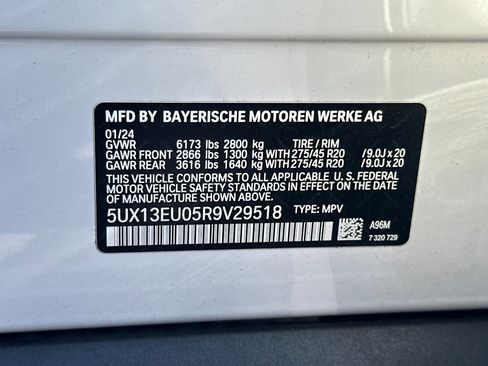 MFD BY BAYERISCHE MOTOREN WERKE AG
01/24
GVWR 6173 lbs 2800 kg TIRE / RIM
GAWR FRONT 2866 lbs 1300 kg WITH 275/45 R20 /9.0J x 20
GAWR REAR 3616 lbs 1640 kg WITH 275/45 R20 /9.0J x 20
THIS VEHICLE CONFORMS TO ALL APPLICABLE U. S. FEDERAL
MOTOR VEHICLE SAFETY STANDARDS IN EFFECT ON THE
DATE OF MANUFACTURE SHOWN ABOVE.
5UX13EU05R9V29518 TYPE: MPV
A96M
7 320 729